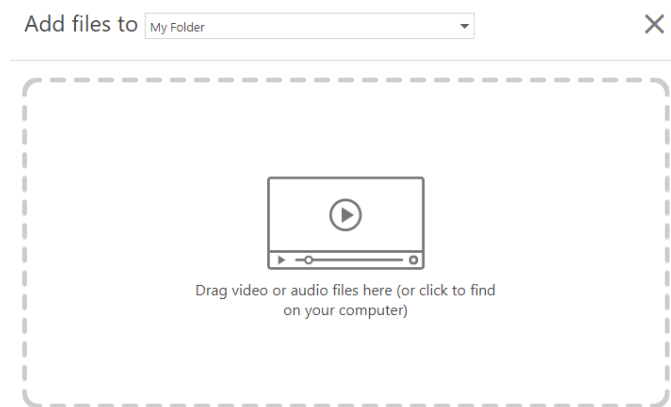 Add files to My Folder
Drag video or audio files here (or click to find
on your computer)